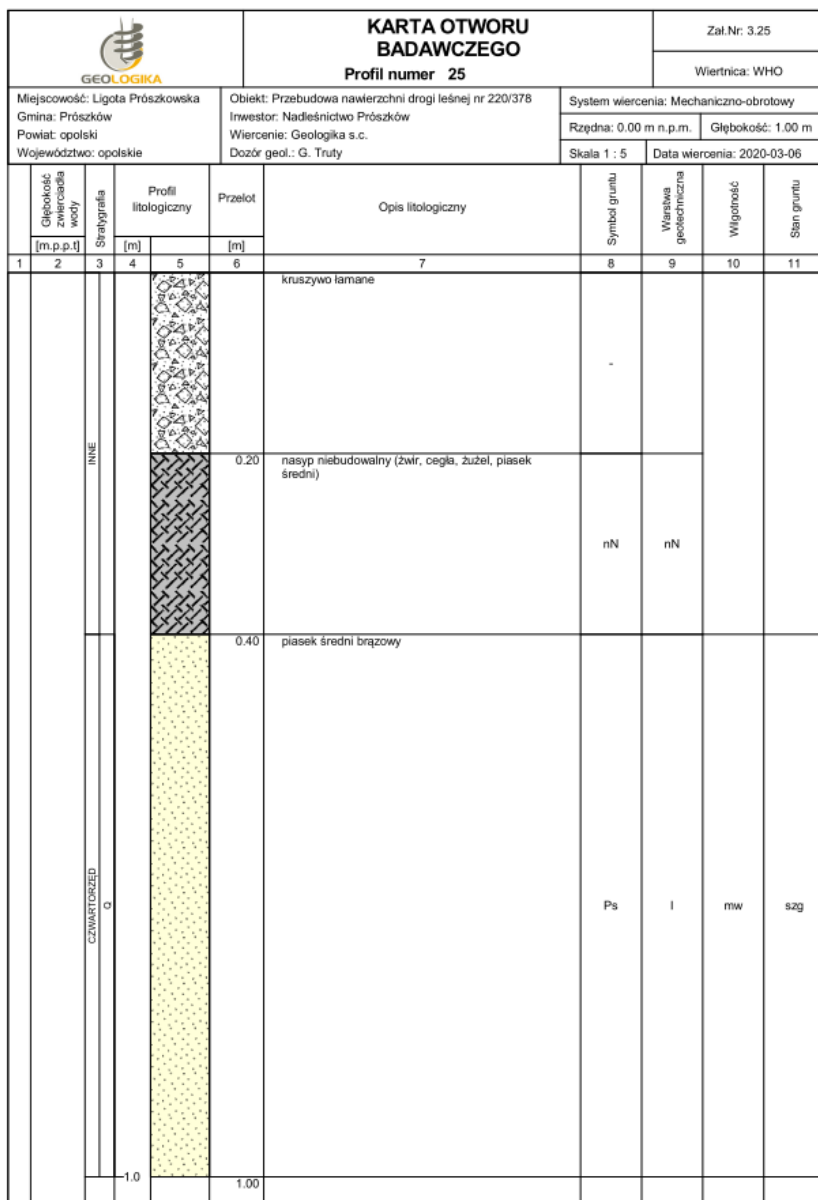 GEOLOGIKA
KARTA OTWORU
BADAWCZEGO
Profil numer 25
Zał.Nr: 3.25
Wiertnica: WHO
Miejscowość: Ligota Prószkowska
Gmina: Prószków
Powiat: opolski
Województwo: opolskie
Obiekt: Przebudowa nawierzchni drogi leśnej nr 220/378
Inwestor: Nadleśnictwo Prószków
Wiercenie: Geologika s.c.
Dozór geol.: G. Truty
System wiercenia: Mechaniczno-obrotowy
Rzędna: 0.00 m n.p.m.
Głębokość: 1.00 m
Skala 1 : 5
Data wiercenia: 2020-03-06
Głębokość
zwierciadła
wody
[m.p.p.t]
Stratygrafia
Profil
litologiczny
[m]
Przelot
[m]
Opis litologiczny
Symbol gruntu
Warstwa
geotechniczna
Wilgotność
Stan gruntu
1 2 3 4 5 6 7 8 9 10 11
kruszywo łamane
-
INNE
0.20 nasyp niebudowalny (żwir, cegła, żużel, piasek
średni)
nN nN
0.40 piasek średni brązowy
CZWARTORZĘD
Q
Ps I mw szg
-1.0
1.00